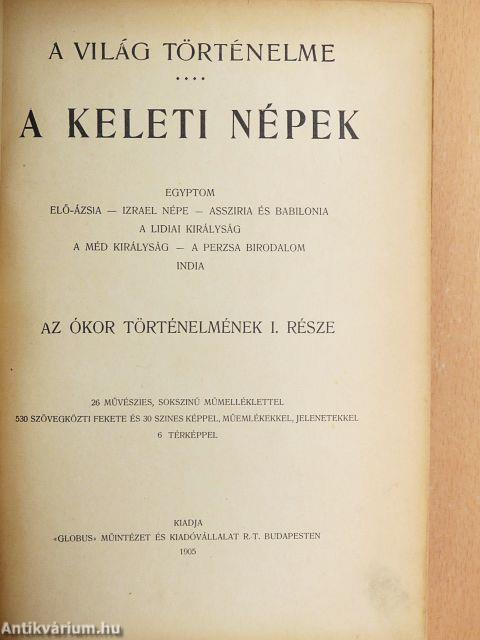 A VILÁG TÖRTÉNELME
....
A KELETI NÉPEK
EGYPTOM
ELŐ-ÁZSIA — IZRAEL NÉPE — ASSZIRIA ÉS BABILONIA
A LIDIAI KIRÁLYSÁG
A MÉD KIRÁLYSÁG — A PERZSA BIRODALOM
INDIA
AZ ÓKOR TÖRTÉNELMÉNEK I. RÉSZE
26 MŰVÉSZIES, SOKSZINŰ MŰMELLÉKLETTEL
530 SZÖVEGKÖZTI FEKETE ÉS 30 SZINES KÉPPEL, MŰEMLÉKEKKEL, JELENETEKKEL
6 TÉRKÉPPEL
KIADJA
«GLOBUS» MŰINTÉZET ÉS KIADÓVÁLLALAT R. T. BUDAPESTEN
1905
Antikvárium.hu